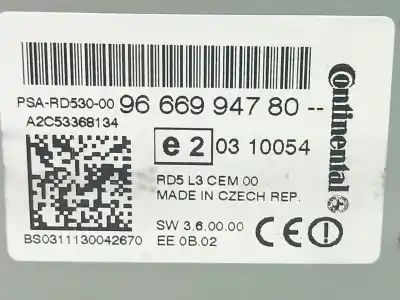 PSA-RD530-00 96 669 947 80 --
A2C53368134
e 2 03 10054
RD5 L3 CEM 00
MADE IN CZECH REP.
SW 3.6.00.00
EE 0B.02
CE
BS0311130042670
Continental